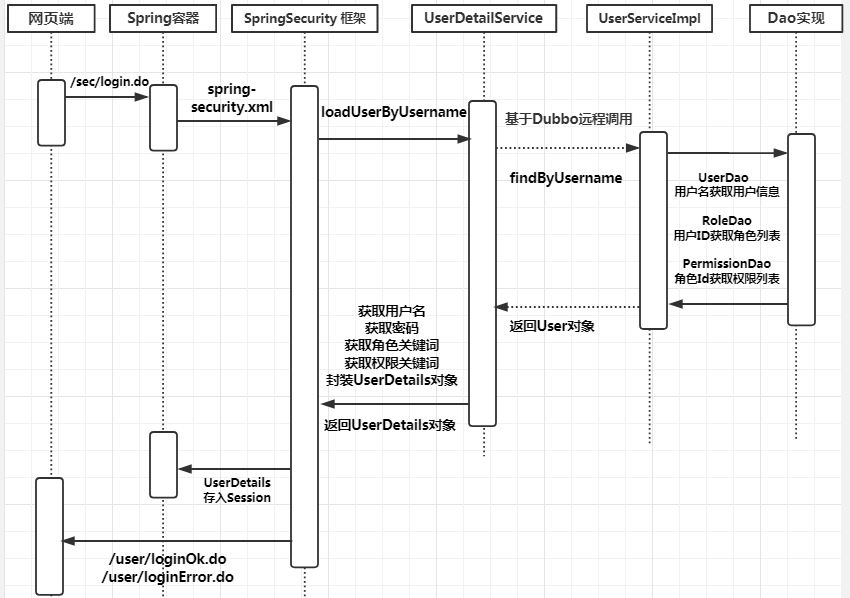 网页端
Spring容器
SpringSecurity 框架
UserDetailService
UserServiceImpl
Dao实现
/sec/login.do
spring-
security.xml
loadUserByUsername
基于Dubbo远程调用
findByUsername
UserDao
用户名获取用户信息
RoleDao
用户ID获取角色列表
PermissionDao
角色Id获取权限列表
返回User对象
获取用户名
获取密码
获取角色关键词
获取权限关键词
封装UserDetails对象
返回UserDetails对象
UserDetails
存入Session
/user/loginOk.do
/user/loginError.do